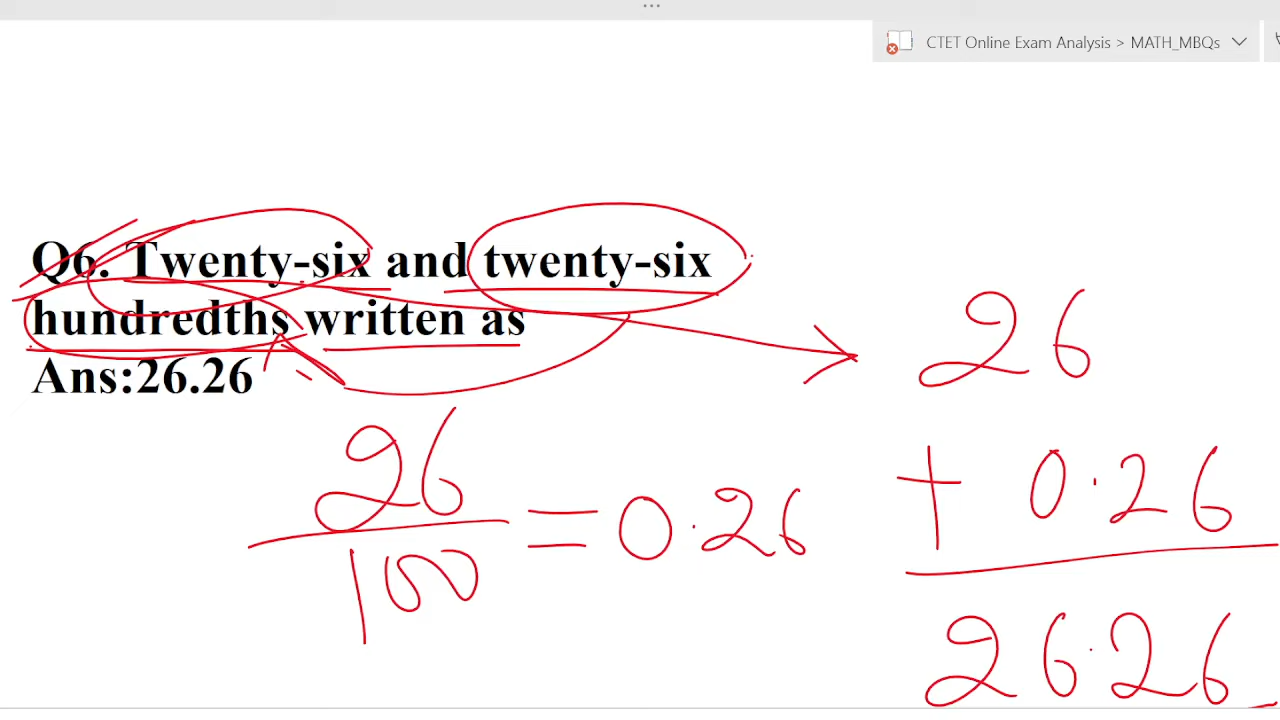 ...
CTET Online Exam Analysis > MATH_MBQs
Q6. Twenty-six and twenty-six
hundredths written as
Ans:26.26
26
100
= 0.26
26
+ 0.26
26.26